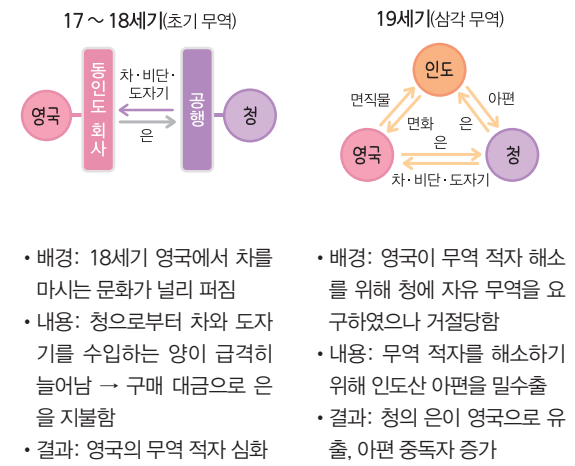 17 ~ 18세기(초기 무역)
영국
동인도 회사
차·비단·
도자기
은
공행
청
배경: 18세기 영국에서 차를
마시는 문화가 널리 퍼짐
내용: 청으로부터 차와 도자
기를 수입하는 양이 급격히
늘어남 → 구매 대금으로 은
을 지불함
결과: 영국의 무역 적자 심화
19세기(삼각 무역)
인도
면직물
면화
아편
은
은
영국
청
차·비단·도자기
배경: 영국이 무역 적자 해소
를 위해 청에 자유 무역을 요
구하였으나 거절당함
내용: 무역 적자를 해소하기
위해 인도산 아편을 밀수출
결과: 청의 은이 영국으로 유
출, 아편 중독자 증가